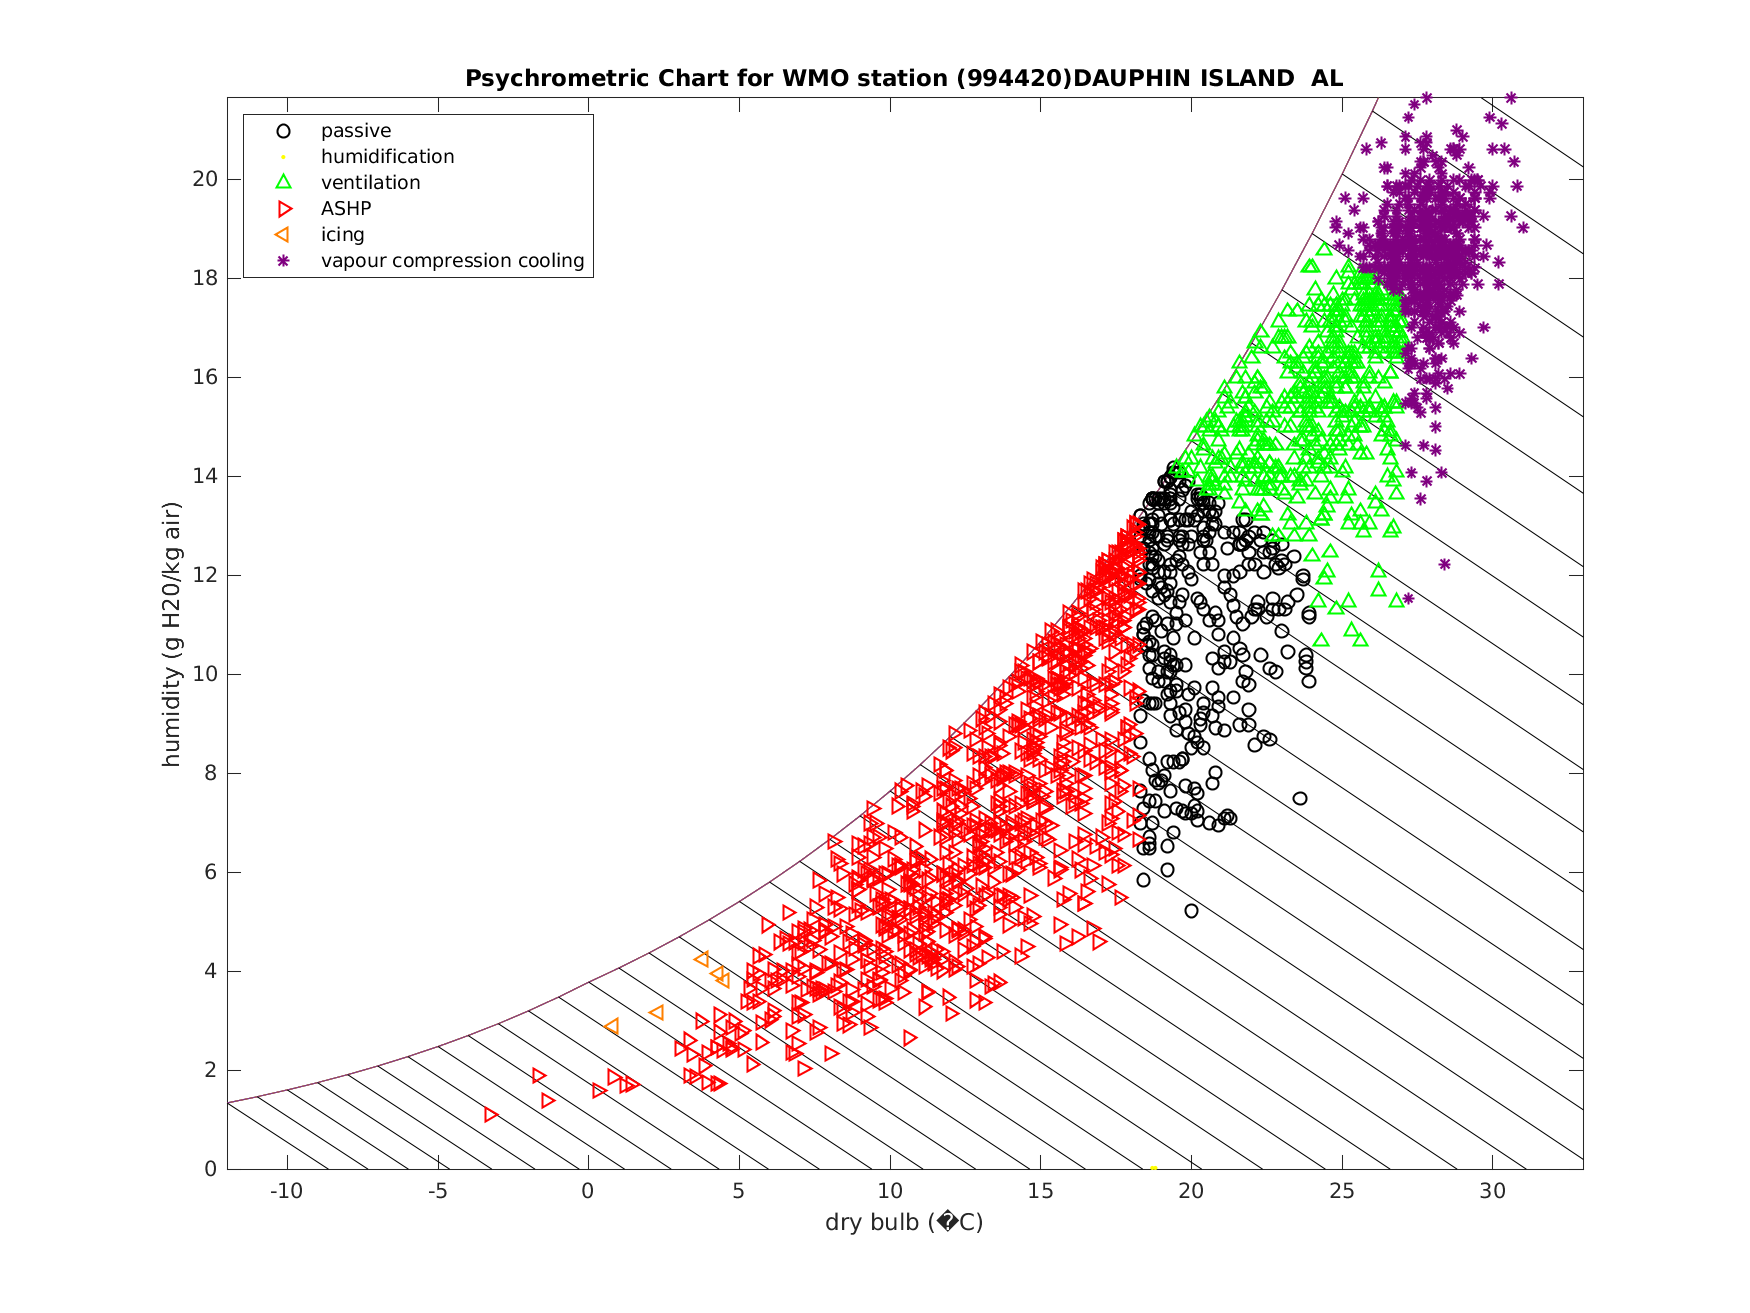 Psychrometric Chart for WMO station (994420)DAUPHIN ISLAND  AL
passive
humidification
ventilation
ASHP
icing
vapour compression cooling
humidity (g H20/kg air)
20
18
16
14
12
10
8
6
4
2
0
-10 -5 0 5 10 15 20 25 30
dry bulb (�C)